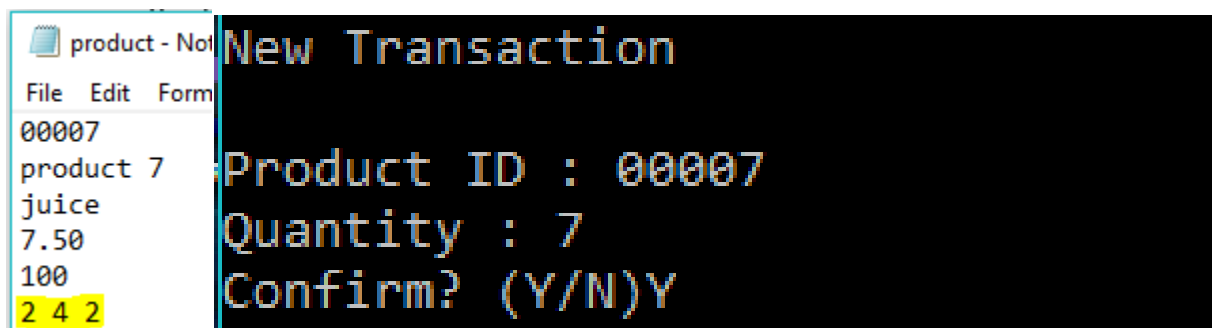 product - Not
File Edit Form
00007
product 7
juice
7.50
100
2 4 2
New Transaction
Product ID : 00007
Quantity : 7
Confirm? (Y/N)Y